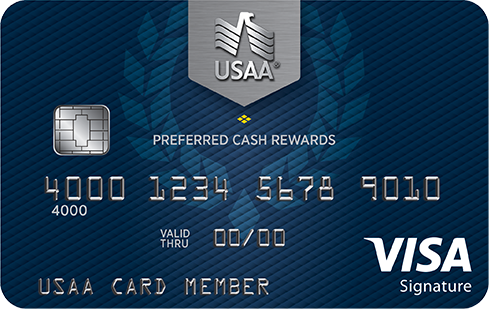 USAA®
PREFERRED CASH REWARDS
4000 1234 5678 9010
4000
VALID THRU 00/00
VISA
Signature
USAA CARD MEMBER